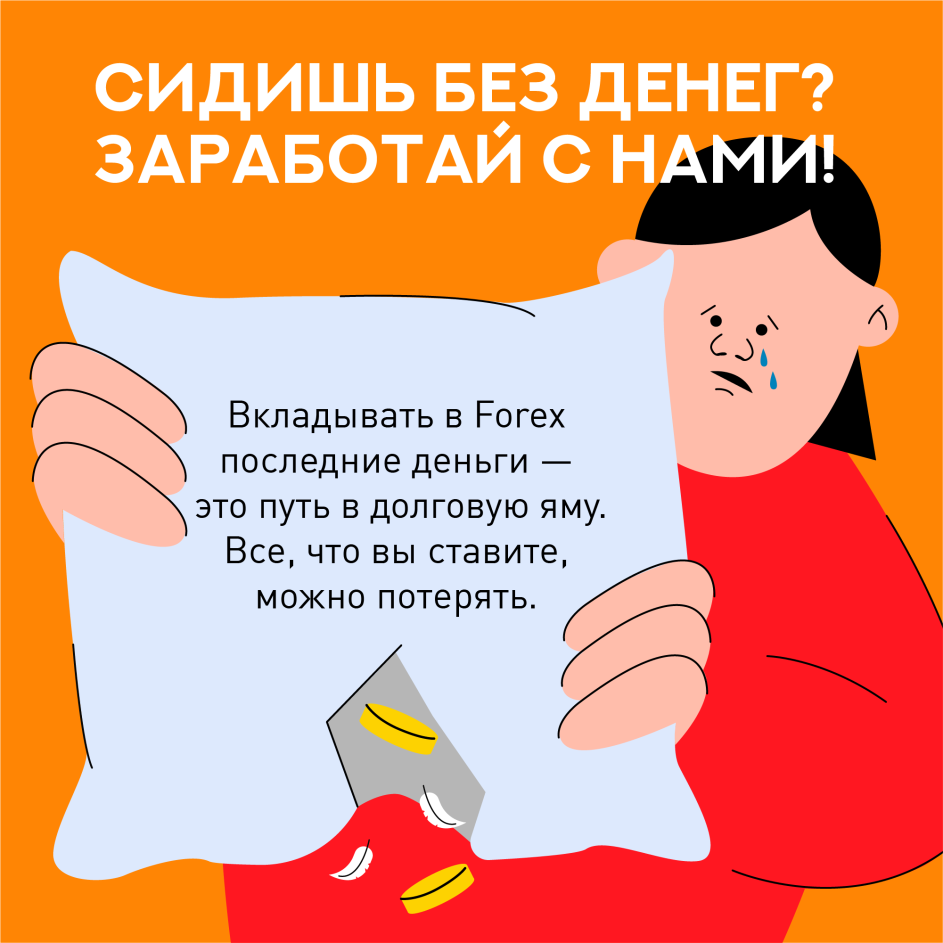 СИДИШЬ БЕЗ ДЕНЕГ?
ЗАРАБОТАЙ С НАМИ!
Вкладывать в Forex
последние деньги —
это путь в долговую яму.
Все, что вы ставите,
можно потерять.